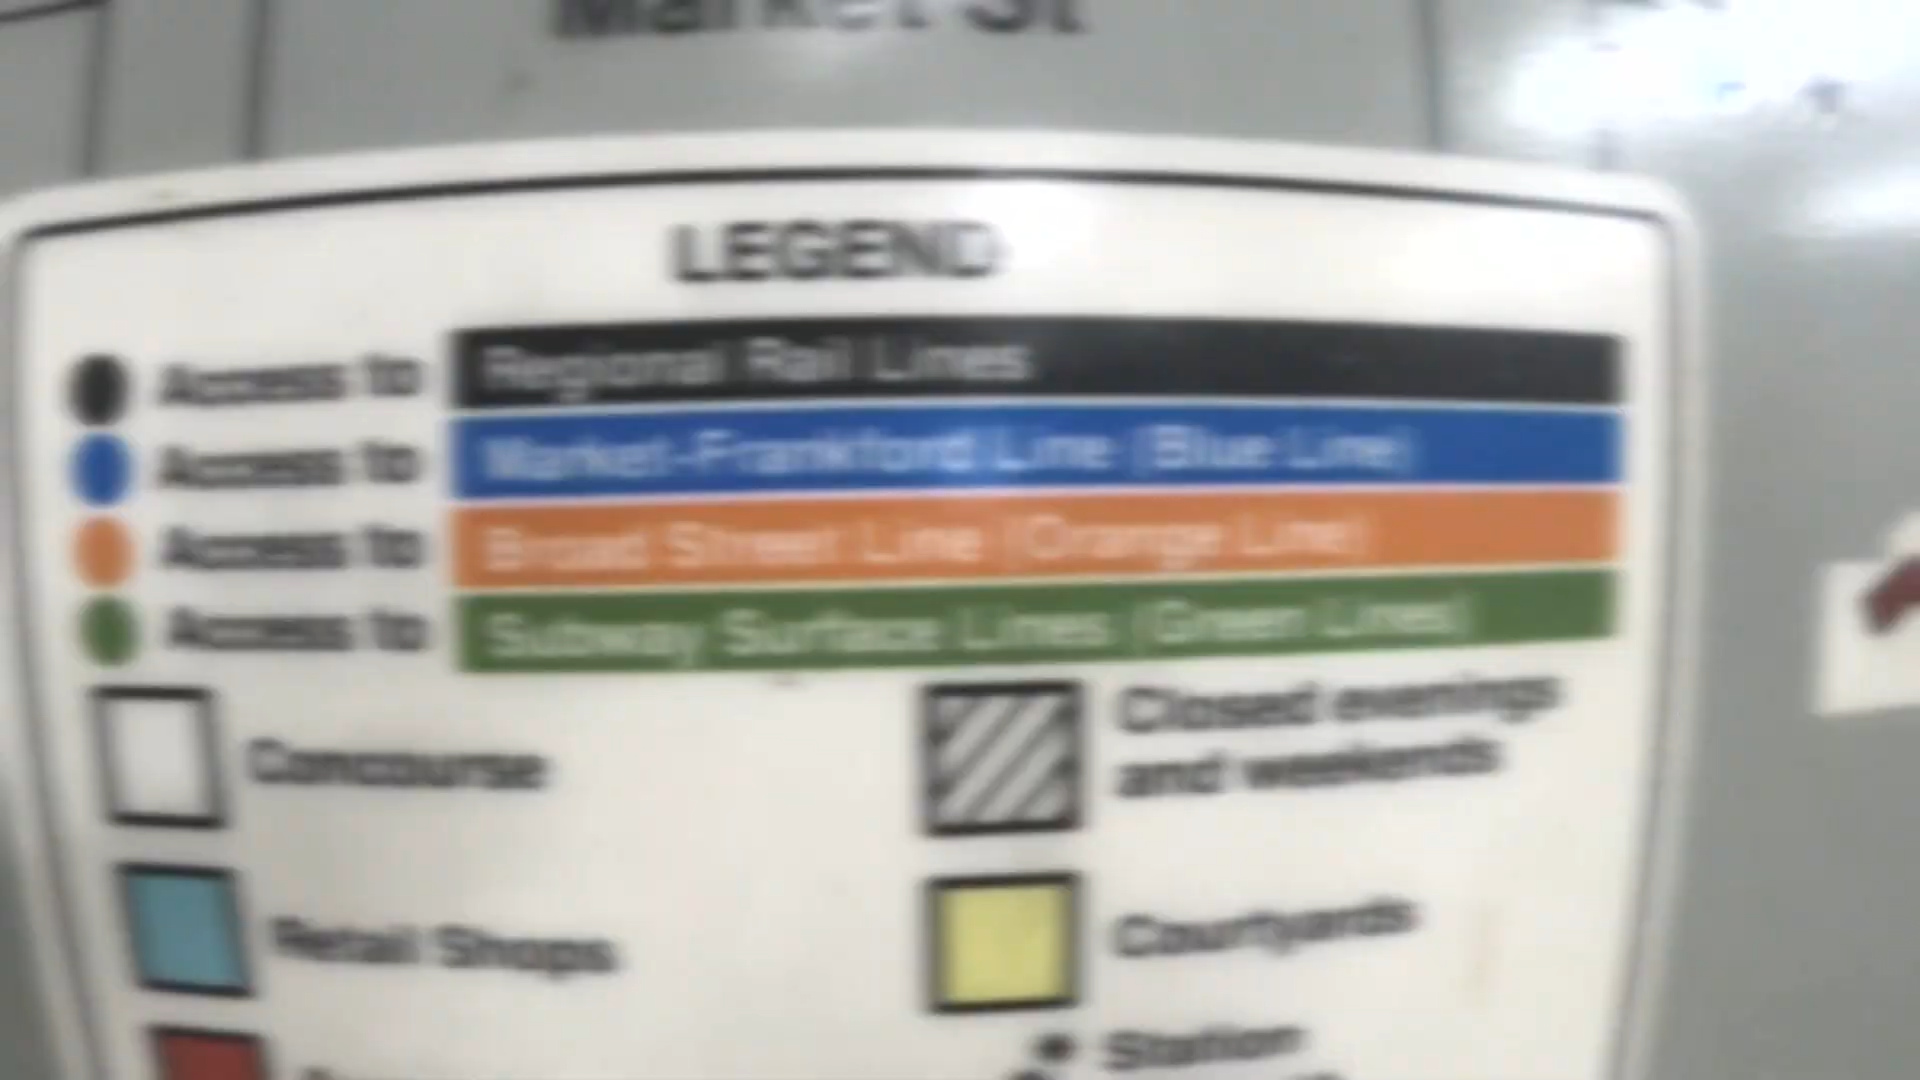 Market St
LEGEND
Access to Regional Rail Lines
Access to Market-Frankford Line (Blue Line)
Access to Broad Street Line (Orange Line)
Access to Subway Surface Lines (Green Lines)
Concourse
Closed evenings
and weekends
Retail Shops
Courtyards
Station